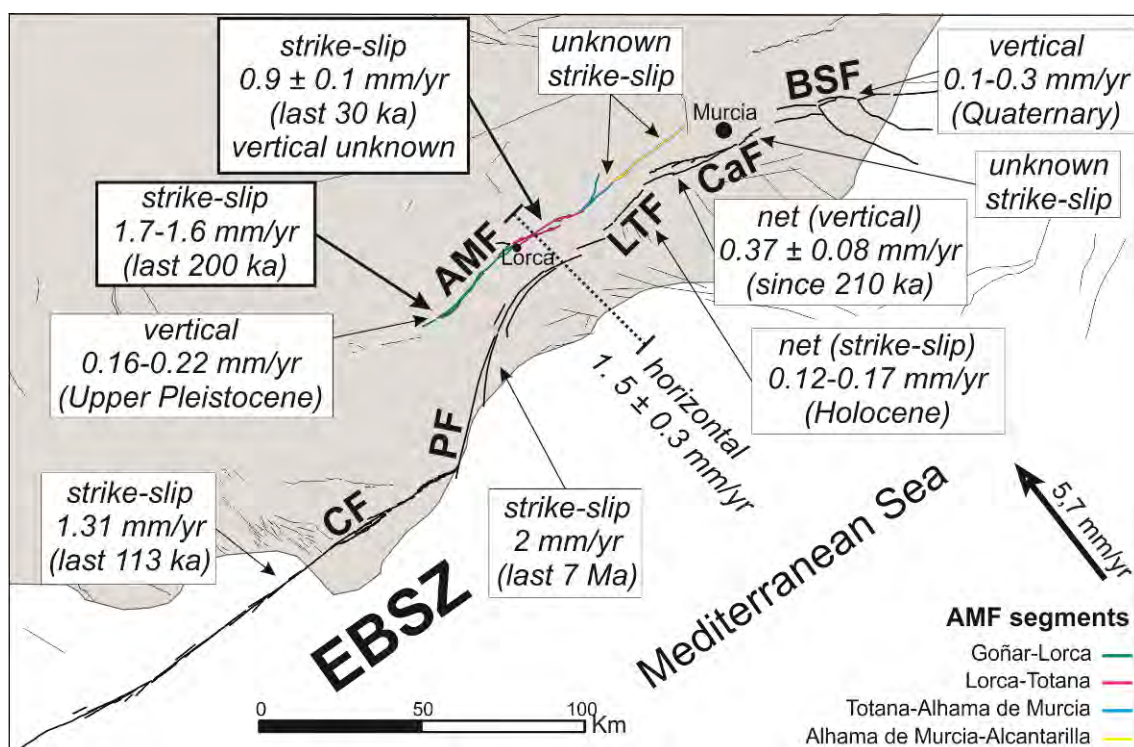 strike-slip
0.9 ± 0.1 mm/yr
(last 30 ka)
vertical unknown
unknown
strike-slip
vertical
0.1-0.3 mm/yr
(Quaternary)
BSF
Murcia
CaF
unknown
strike-slip
strike-slip
1.7-1.6 mm/yr
(last 200 ka)
AMF
Lorca
LTF
net (vertical)
0.37 ± 0.08 mm/yr
(since 210 ka)
vertical
0.16-0.22 mm/yr
(Upper Pleistocene)
net (strike-slip)
0.12-0.17 mm/yr
(Holocene)
horizontal
1. 5 ± 0.3 mm/yr
PF
strike-slip
1.31 mm/yr
(last 113 ka)
CF
strike-slip
2 mm/yr
(last 7 Ma)
5,7 mm/yr
EBSZ
Mediterranean Sea
AMF segments
Goñar-Lorca
Lorca-Totana
Totana-Alhama de Murcia
Alhama de Murcia-Alcantarilla
0 50 100
Km